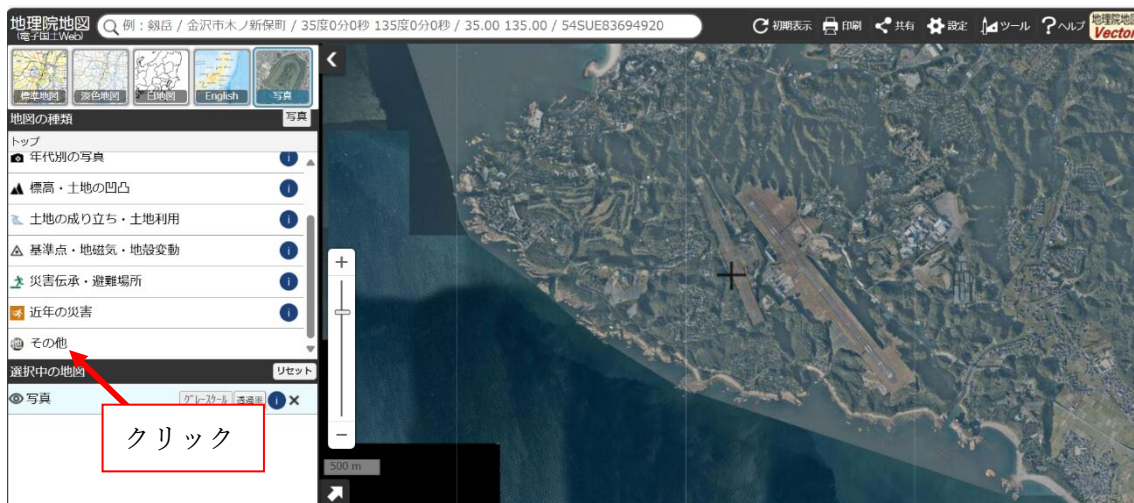 地理院地図
(電子国土Web)
例:剱岳 / 金沢市木ノ新保町 / 35度0分0秒 135度0分0秒 / 35.00 135.00 / 54SUE83694920
初期表示
印刷
共有
設定
ツール
ヘルプ
地理院地図
Vector
標準地図
淡色地図
白地図
English
写真
地図の種類
写真
トップ
年代別の写真
標高・土地の凹凸
土地の成り立ち・土地利用
基準点・地磁気・地殻変動
災害伝承・避難場所
近年の災害
その他
選択中の地図
リセット
写真
グレースケール
透過率
クリック
500 m